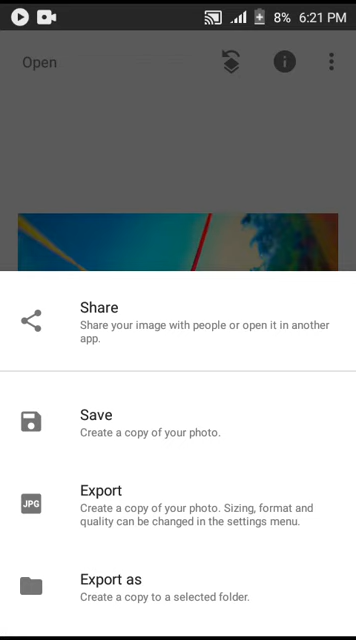 8% 6:21 PM
Open
Share
Share your image with people or open it in another
app.
Save
Create a copy of your photo.
JPG
Export
Create a copy of your photo. Sizing, format and
quality can be changed in the settings menu.
Export as
Create a copy to a selected folder.